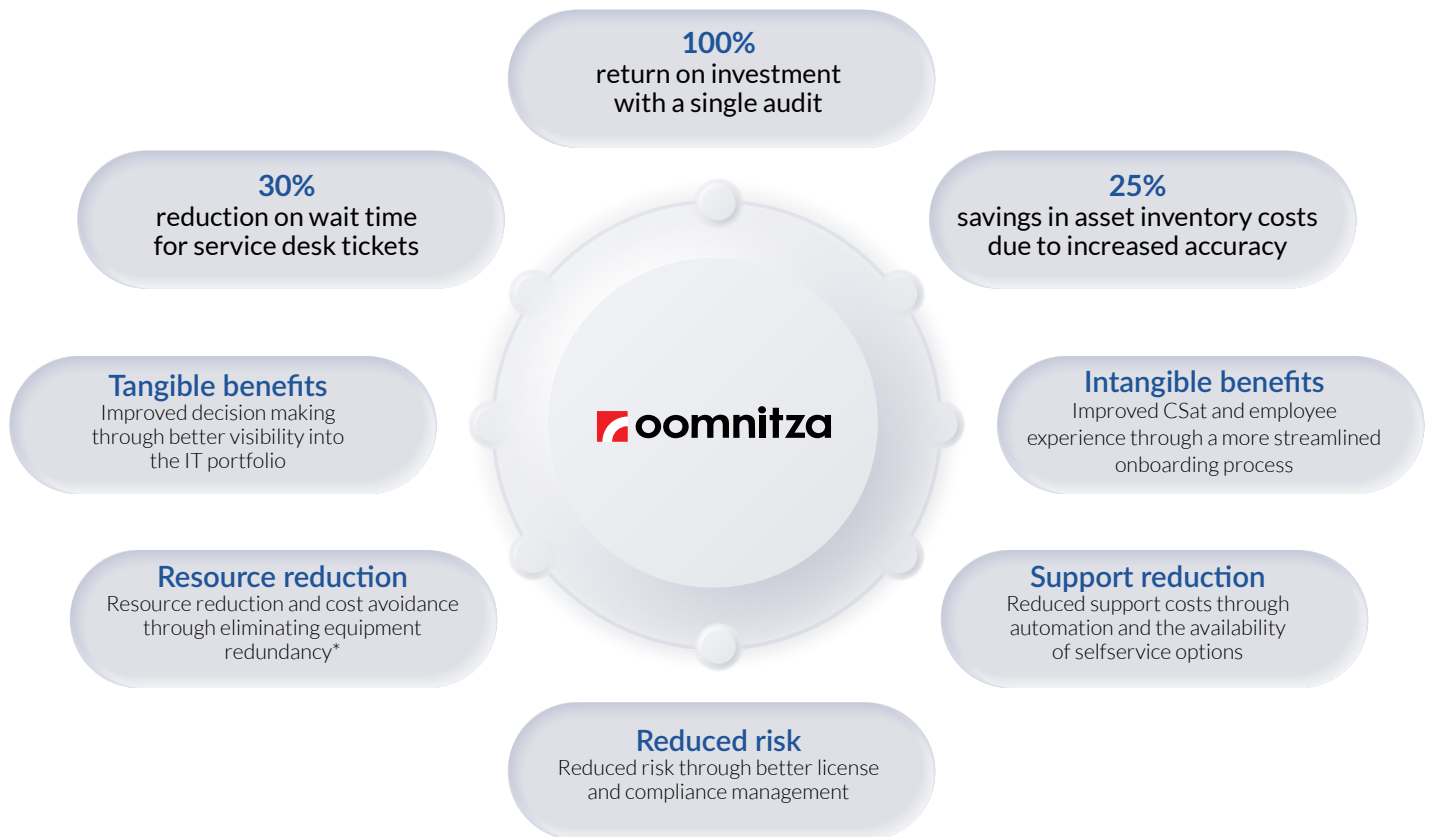 100%
return on investment
with a single audit
30%
reduction on wait time
for service desk tickets
25%
savings in asset inventory costs
due to increased accuracy
Tangible benefits
Improved decision making
through better visibility into
the IT portfolio
oomnitza
Intangible benefits
Improved CSat and employee
experience through a more streamlined
onboarding process
Resource reduction
Resource reduction and cost avoidance
through eliminating equipment
redundancy*
Support reduction
Reduced support costs through
automation and the availability
of selfservice options
Reduced risk
Reduced risk through better license
and compliance management